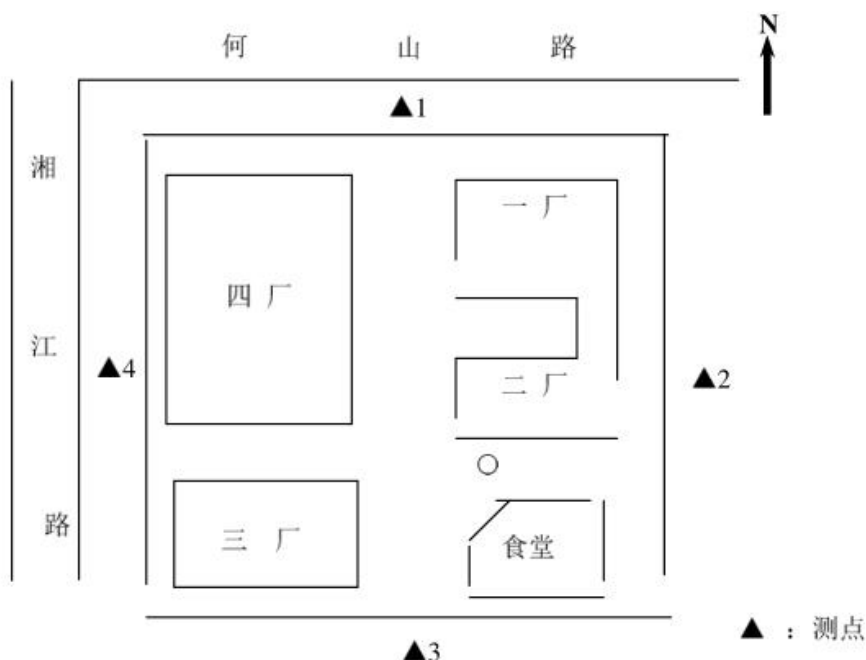 何 山 路
N
▲1
湘 江 路
一 厂
四 厂
▲4
▲2
二 厂
三 厂
食堂
▲3
▲ ：测点